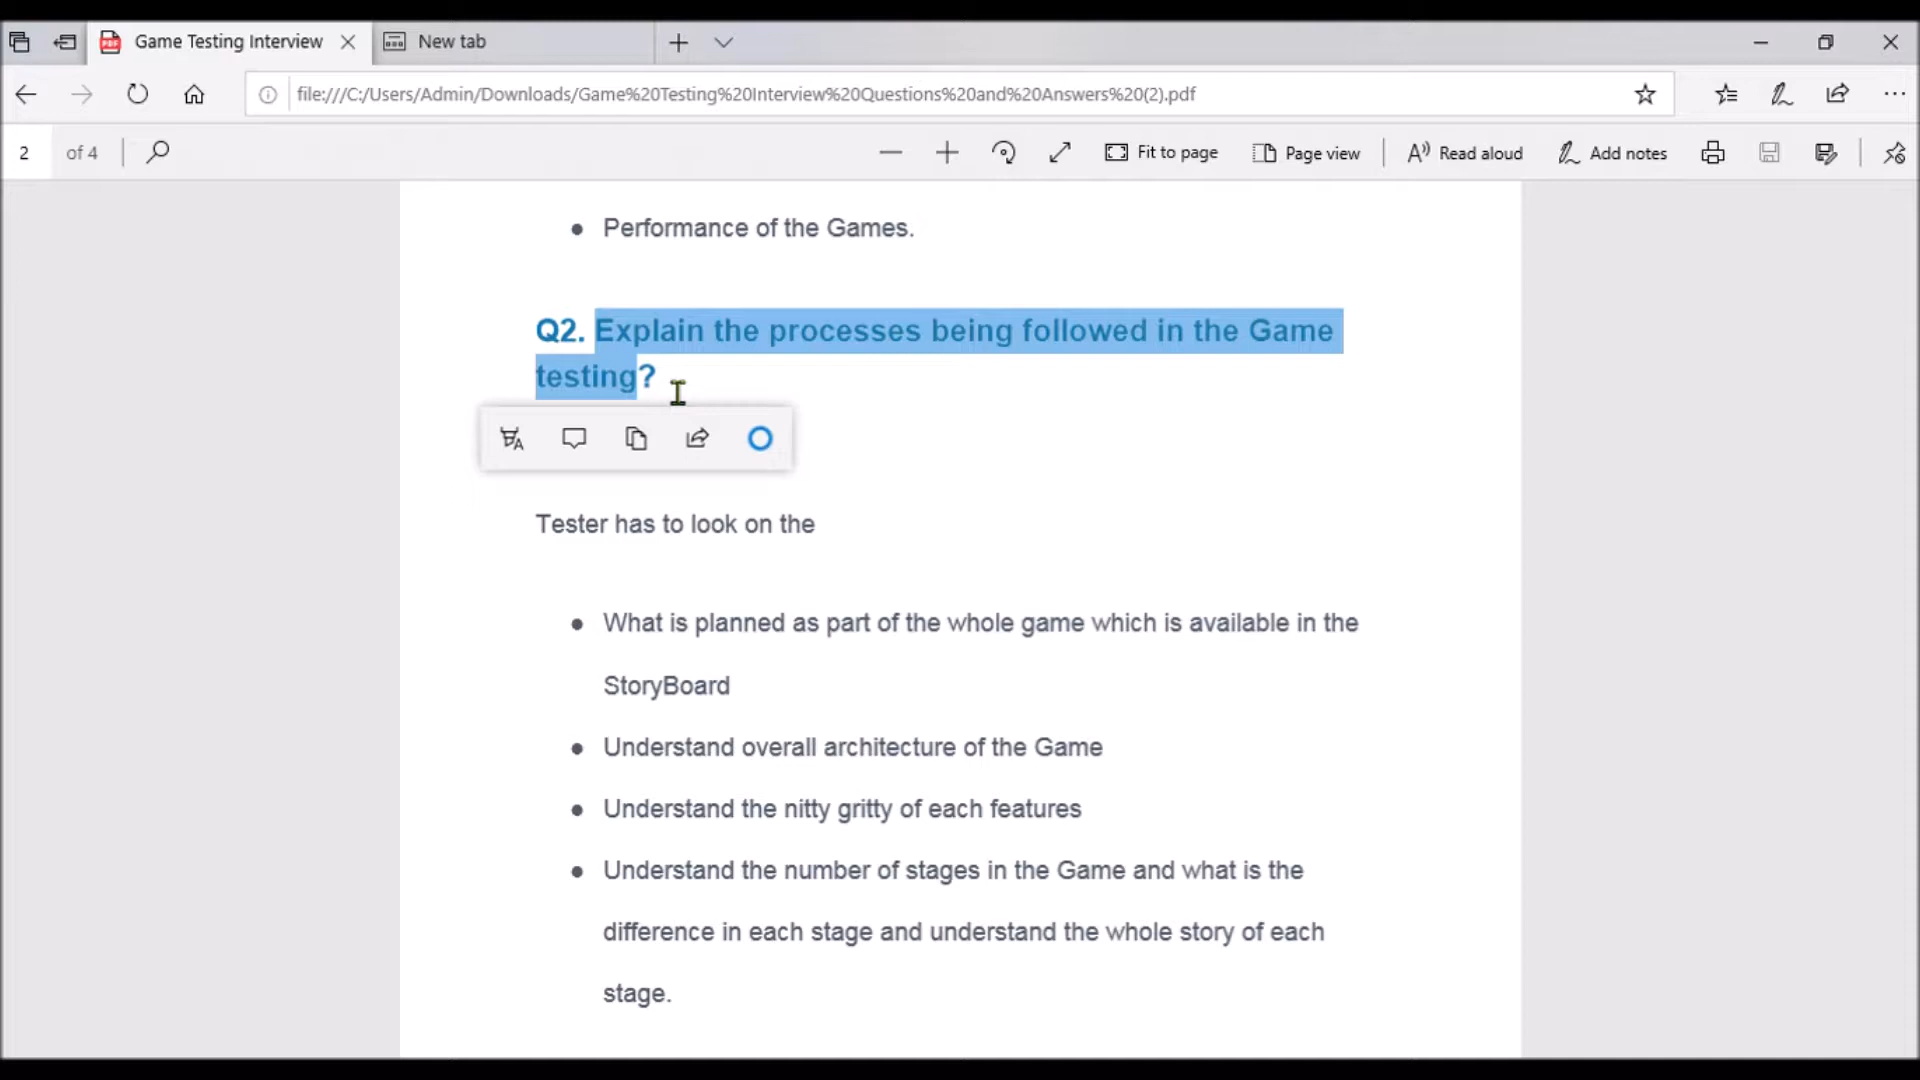 Game Testing Interview
New tab
file:///C:/Users/Admin/Downloads/Game%20Testing%20Interview%20Questions%20and%20Answers%20(2).pdf
2 of 4
Fit to page
Page view
Read aloud
Add notes
● Performance of the Games.
Q2. Explain the processes being followed in the Game
testing?
Tester has to look on the
● What is planned as part of the whole game which is available in the
StoryBoard
● Understand overall architecture of the Game
● Understand the nitty gritty of each features
● Understand the number of stages in the Game and what is the
difference in each stage and understand the whole story of each
stage.